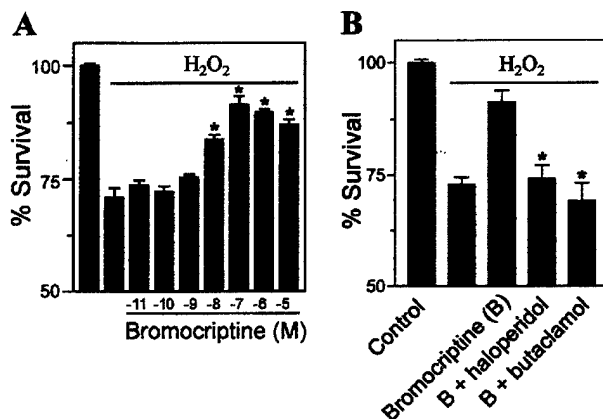 A
H2O2
100
75
50
% Survival
* * * *
-11 -10 -9 -8 -7 -6 -5
Bromocriptine (M)
B
H2O2
100
75
50
% Survival
* *
Control
Bromocriptine (B)
B + haloperidol
B + butaclamol